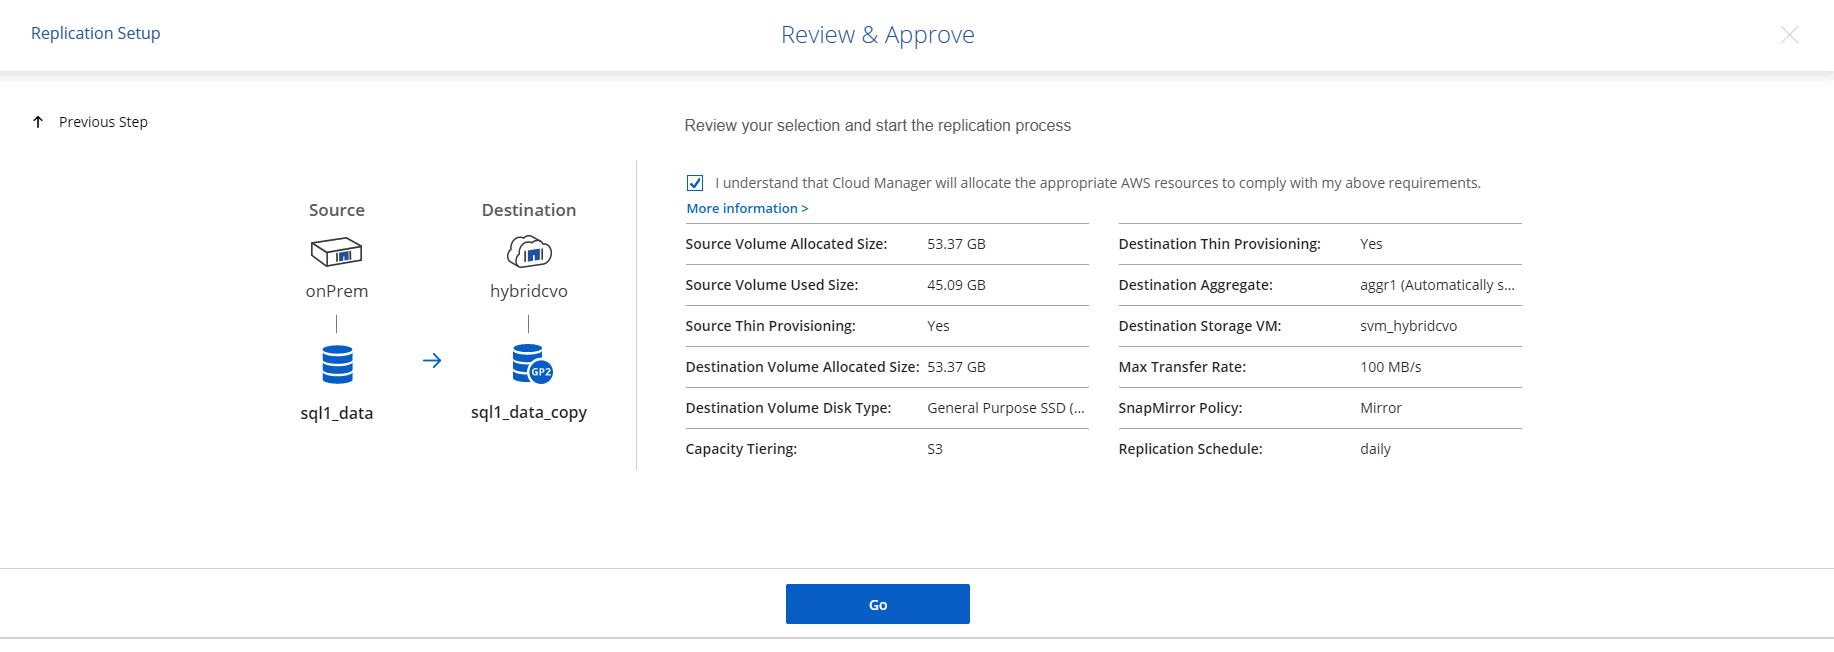 Replication Setup
Review & Approve
Previous Step
Review your selection and start the replication process
I understand that Cloud Manager will allocate the appropriate AWS resources to comply with my above requirements.
More information >
Source
Destination
onPrem
hybridcvo
GP2
sql1_data
sql1_data_copy
Source Volume Allocated Size: 53.37 GB
Source Volume Used Size: 45.09 GB
Source Thin Provisioning: Yes
Destination Volume Allocated Size: 53.37 GB
Destination Volume Disk Type: General Purpose SSD (...
Capacity Tiering: S3
Destination Thin Provisioning: Yes
Destination Aggregate: aggr1 (Automatically s...
Destination Storage VM: svm_hybridcvo
Max Transfer Rate: 100 MB/s
SnapMirror Policy: Mirror
Replication Schedule: daily
Go